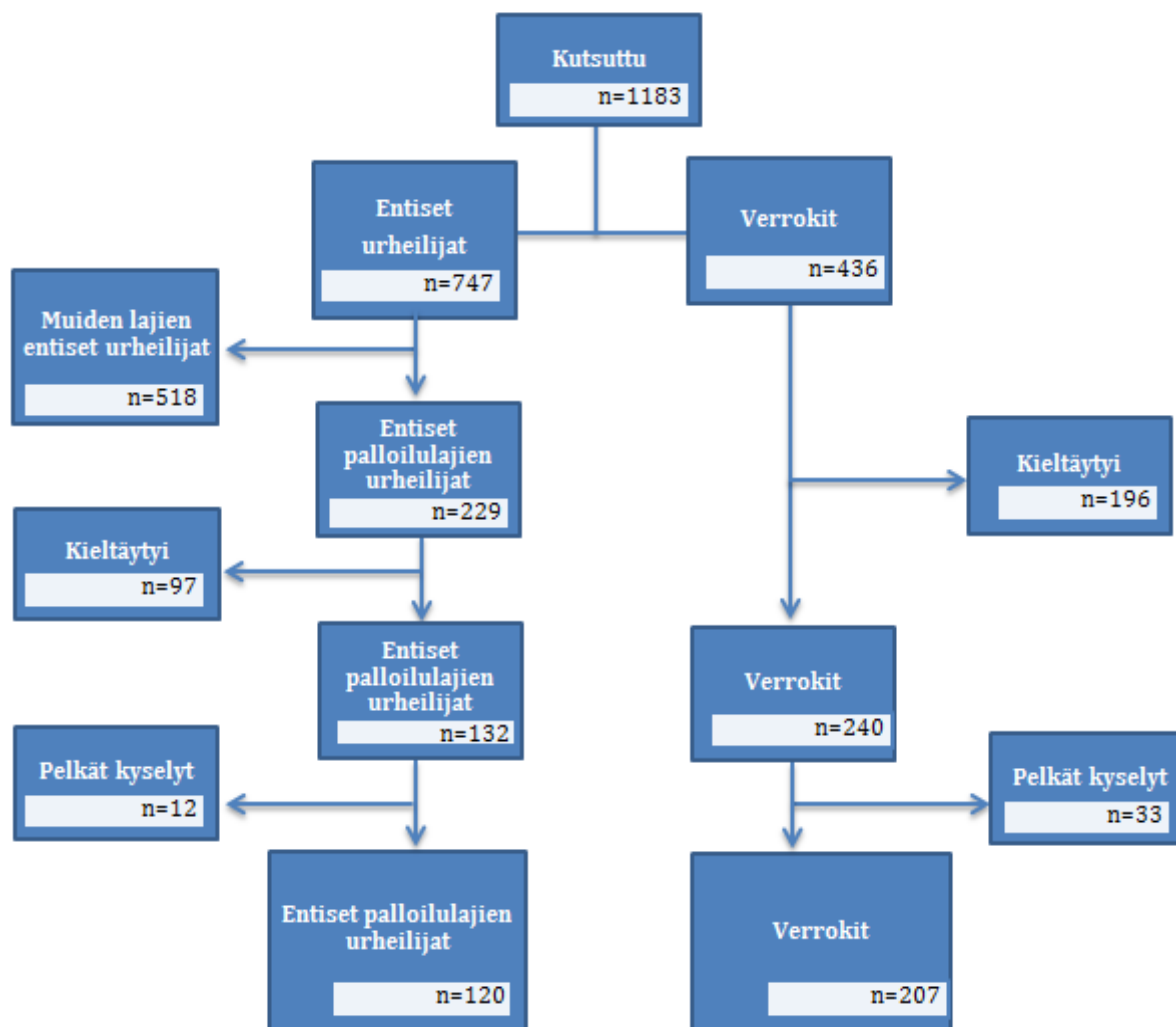 Kutsuttu
n=1183
Entiset
urheilijat
n=747
Verrokit
n=436
Muiden lajien
entiset urheilijat
n=518
Entiset
palloilulajien
urheilijat
n=229
Kieltäytyi
n=196
Kieltäytyi
n=97
Entiset
palloilulajien
urheilijat
n=132
Verrokit
n=240
Pelkät kyselyt
n=12
Pelkät kyselyt
n=33
Entiset palloilulajien
urheilijat
n=120
Verrokit
n=207